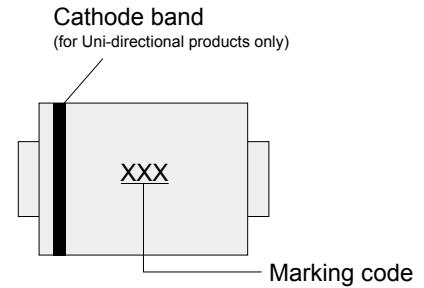 Cathode band
(for Uni-directional products only)
XXX
Marking code